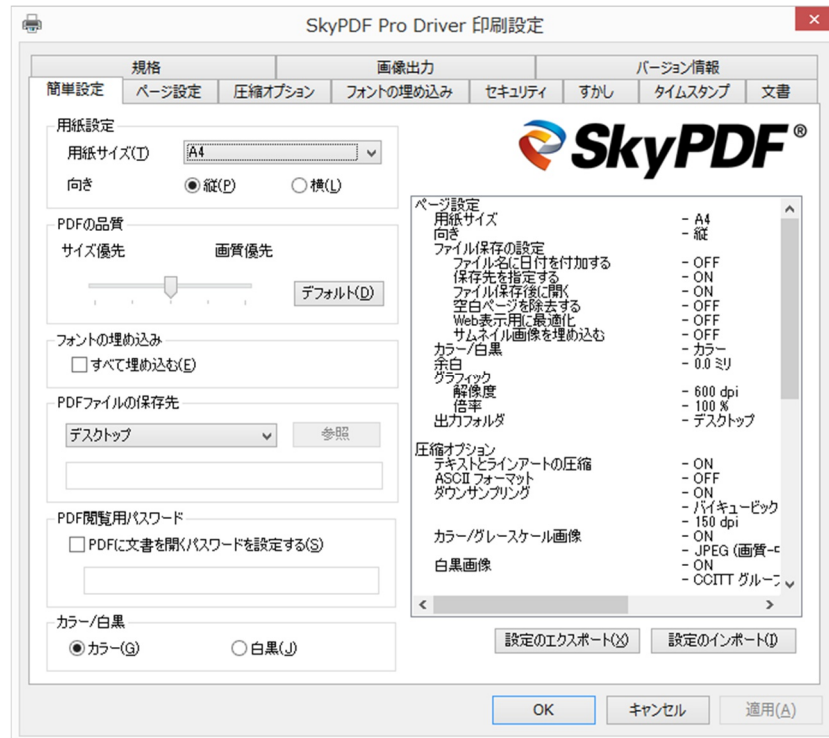 SkyPDF Pro Driver 印刷設定
規格
画像出力
バージョン情報
簡単設定
ページ設定
圧縮オプション
フォントの埋め込み
セキュリティ
すかし
タイムスタンプ
文書
用紙設定
用紙サイズ(T)
A4
向き
縦(P)
横(L)
PDFの品質
サイズ優先
画質優先
デフォルト(D)
フォントの埋め込み
すべて埋め込む(E)
PDFファイルの保存先
デスクトップ
参照
PDF閲覧用パスワード
PDFに文書を開くパスワードを設定する(S)
カラー/白黒
カラー(G)
白黒(J)
SkyPDF®
ページ設定
用紙サイズ - A4
向き - 縦
ファイル保存の設定
ファイル名に日付を付加する - OFF
保存先を指定する - ON
ファイル保存後に開く - ON
空白ページを除去する - OFF
Web表示用に最適化 - OFF
サムネイル画像を埋め込む - OFF
カラー/白黒 - カラー
余白 - 0.0 ミリ
グラフィック
解像度 - 600 dpi
倍率 - 100 %
出力フォルダ - デスクトップ
圧縮オプション
テキストとラインアートの圧縮 - ON
ASCII フォーマット - OFF
ダウンサンプリング - ON
- バイキュービック
- 150 dpi
カラー/グレースケール画像 - ON
- JPEG (画質-
白黒画像 - ON
- CCITT グルー
設定のエクスポート(X)
設定のインポート(I)
OK
キャンセル
適用(A)